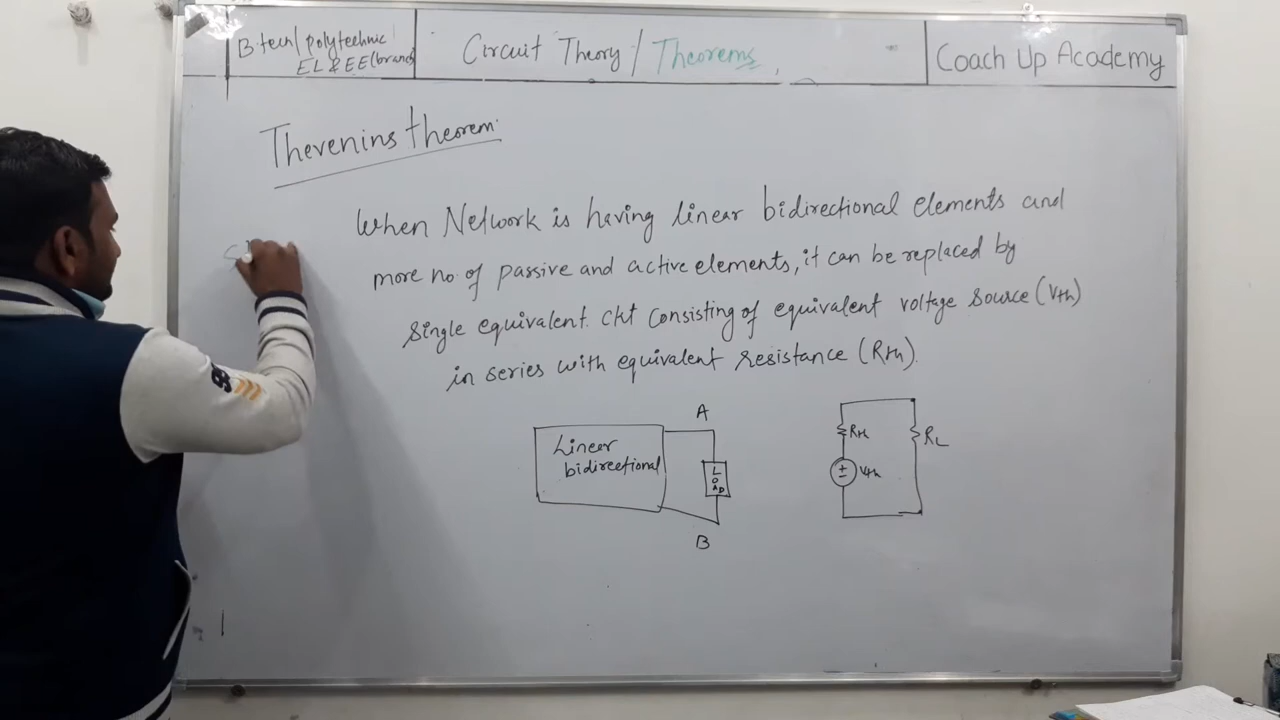 B.tech/polytechnic
EL & EE(branch)
Circuit Theory / Theorems
Coach Up Academy
Thevenins theorem:
When Network is having linear bidirectional elements and
more no. of passive and active elements, it can be replaced by
single equivalent ckt consisting of equivalent voltage source (Vth)
in series with equivalent resistance (Rth).
A
Linear
bidirectional
LOAD
B
Rth
Vth
RL